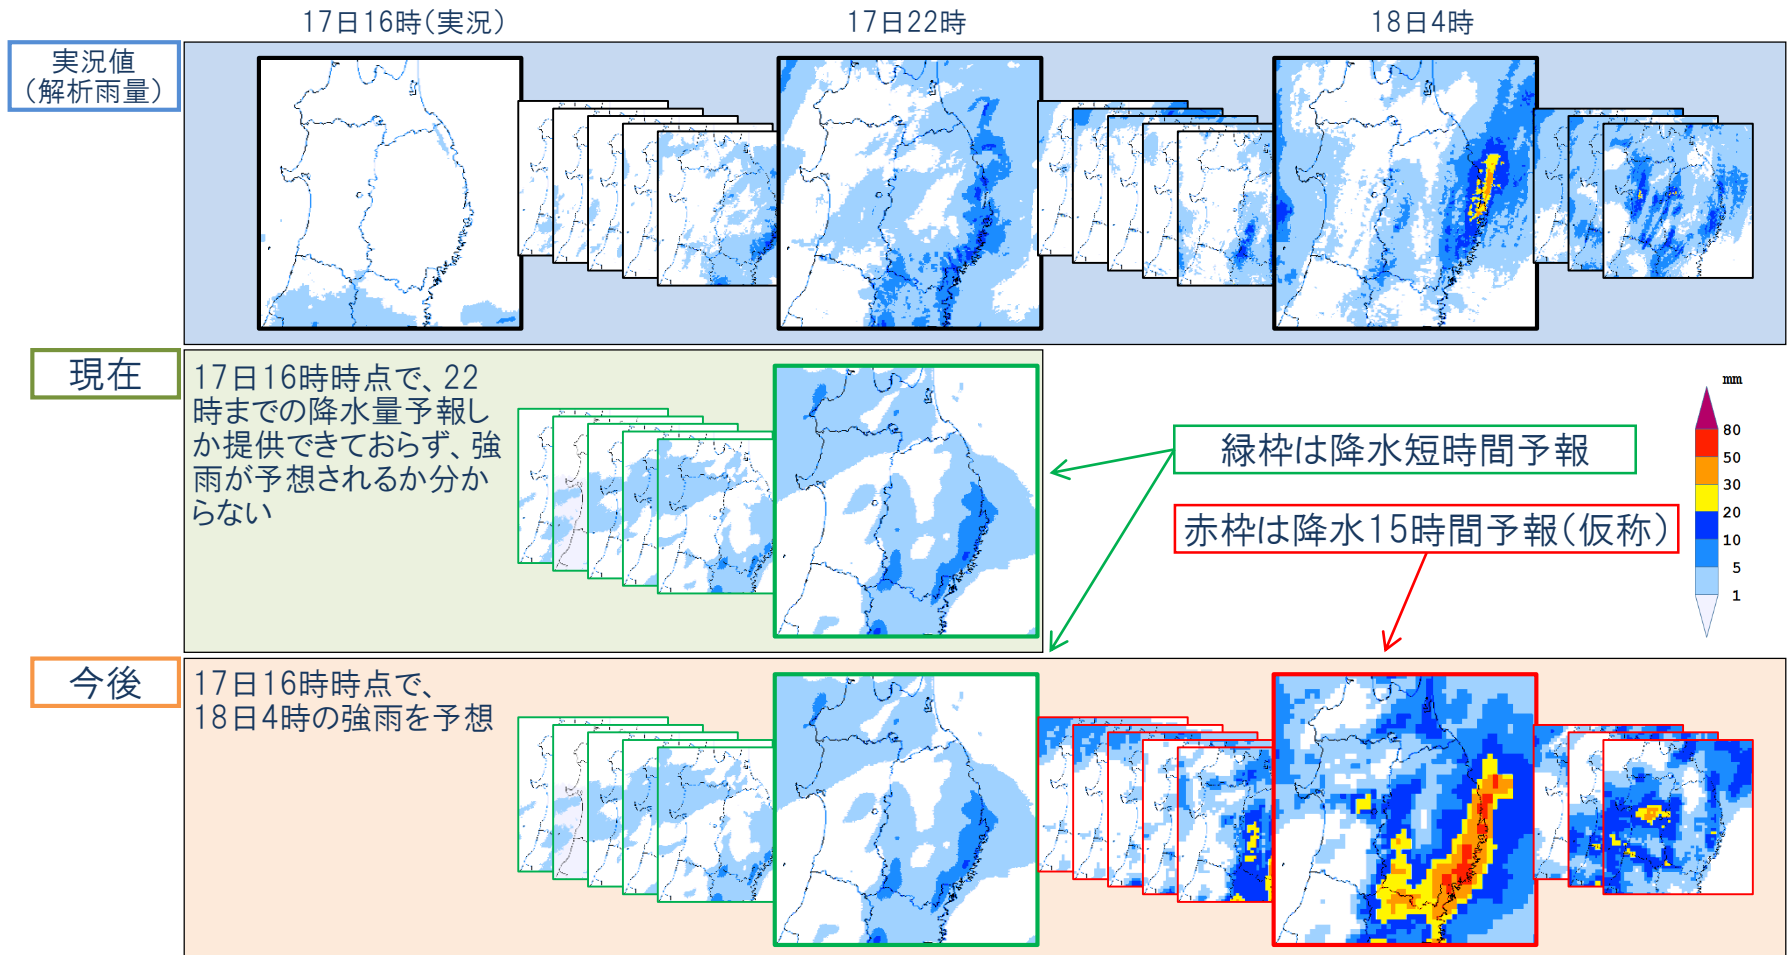 17日16時(実況)
17日22時
18日4時
実況値
(解析雨量)
現在
17日16時時点で、22
時までの降水量予報し
か提供できておらず、強
雨が予想されるか分か
らない
緑枠は降水短時間予報
赤枠は降水15時間予報(仮称)
mm
80
50
30
20
10
5
1
今後
17日16時時点で、
18日4時の強雨を予想